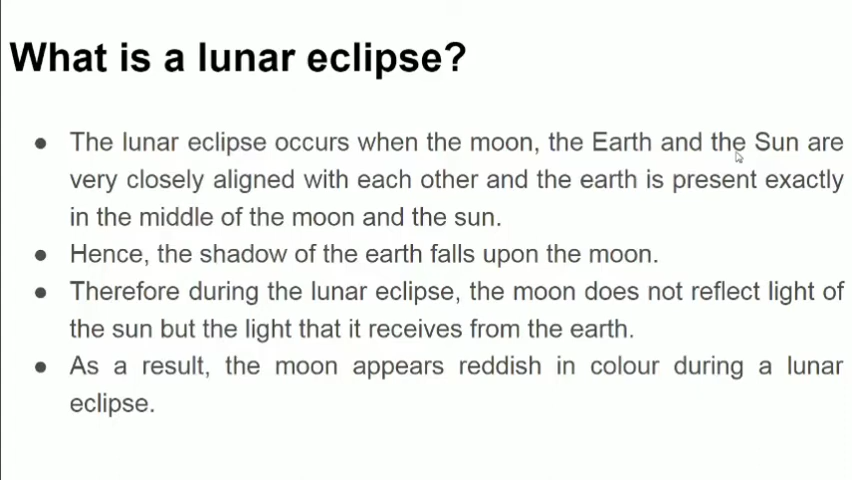 What is a lunar eclipse?
● The lunar eclipse occurs when the moon, the Earth and the Sun are
very closely aligned with each other and the earth is present exactly
in the middle of the moon and the sun.
● Hence, the shadow of the earth falls upon the moon.
● Therefore during the lunar eclipse, the moon does not reflect light of
the sun but the light that it receives from the earth.
● As a result, the moon appears reddish in colour during a lunar
eclipse.